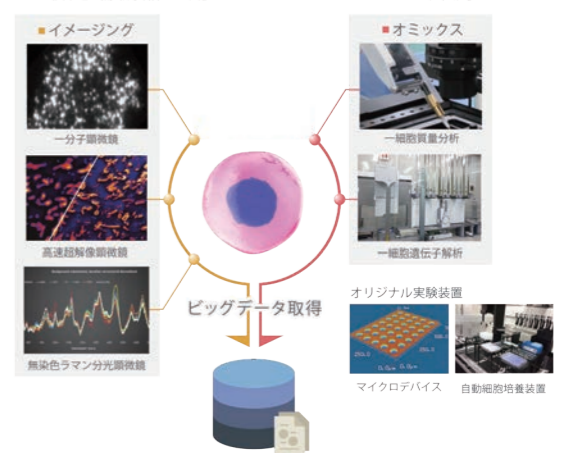 ■イメージング
一分子顕微鏡
高速超解像顕微鏡
無染色ラマン分光顕微鏡
■オミックス
一細胞質量分析
一細胞遺伝子解析
ビッグデータ取得
オリジナル実験装置
マイクロデバイス
自動細胞培養装置